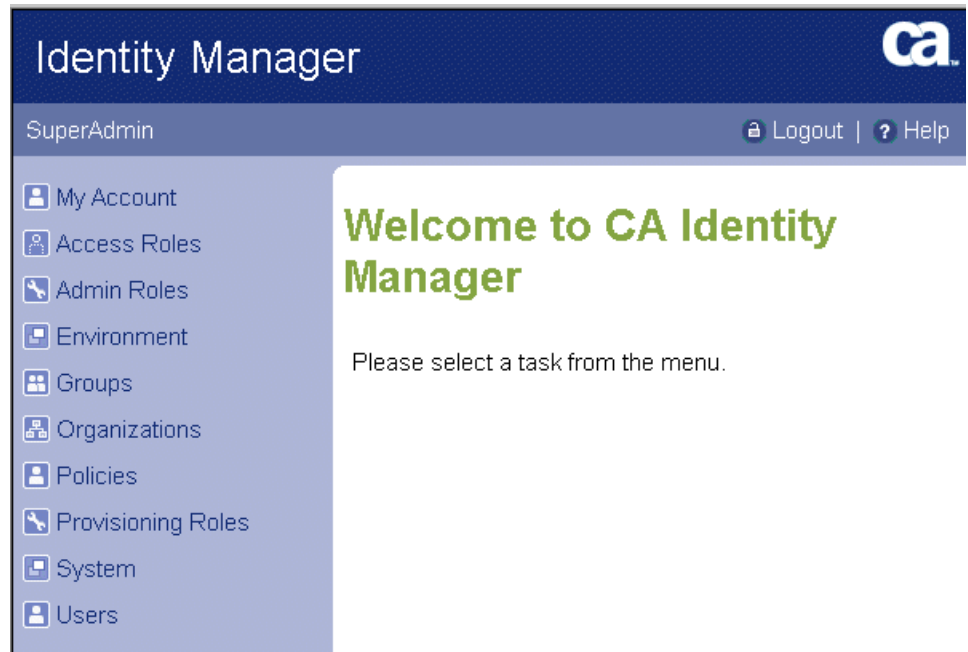 Identity Manager
ca™
SuperAdmin
Logout | Help
My Account
Access Roles
Admin Roles
Environment
Groups
Organizations
Policies
Provisioning Roles
System
Users
Welcome to CA Identity
Manager
Please select a task from the menu.